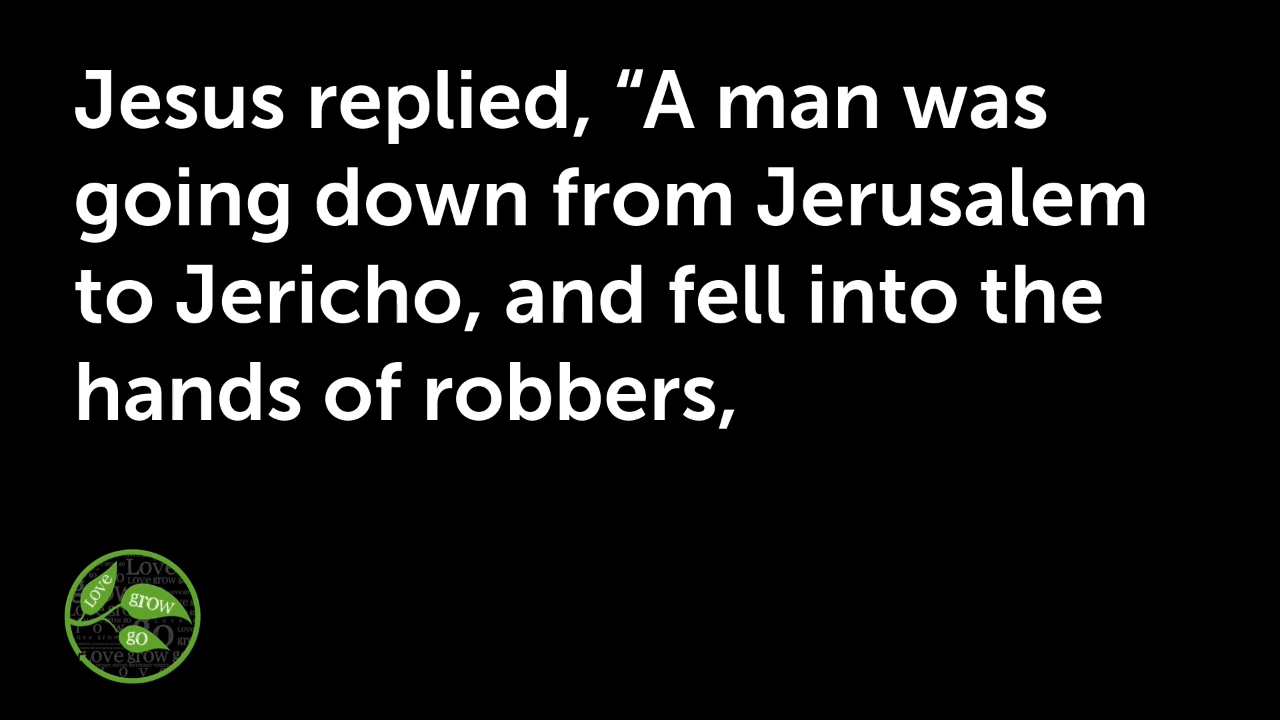 Jesus replied, “A man was
going down from Jerusalem
to Jericho, and fell into the
hands of robbers,
Love
grow
go